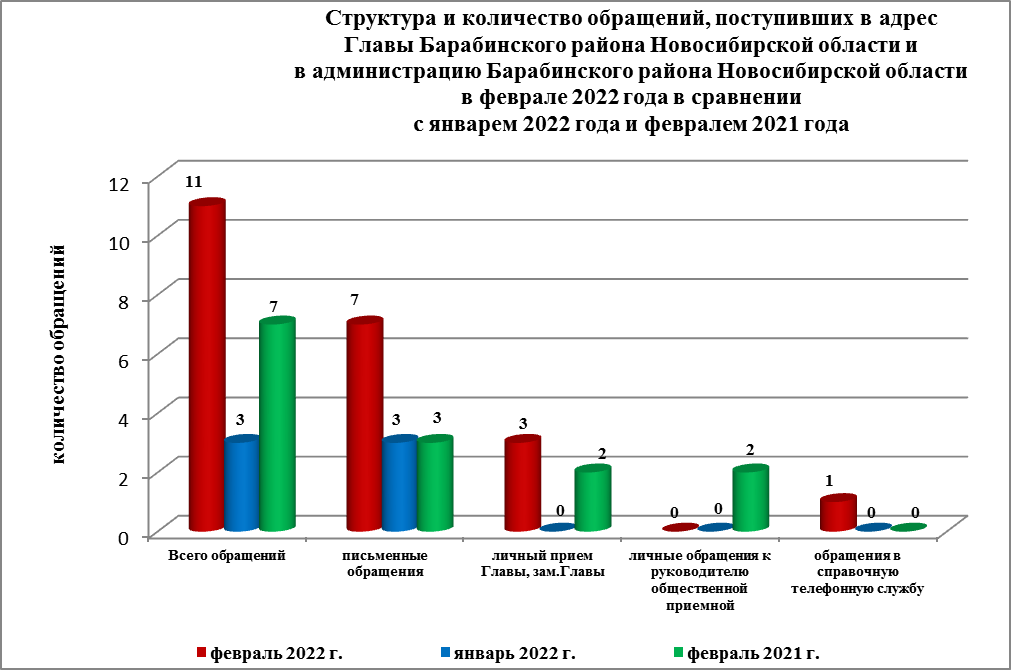 Структура и количество обращений, поступивших в адрес
Главы Барабинского района Новосибирской области и
в администрацию Барабинского района Новосибирской области
в феврале 2022 года в сравнении
с январем 2022 года и февралем 2021 года
количество обращений
12
10
8
6
4
2
0
11
3
7
7
3
3
3
0
2
0
0
2
1
0
0
Всего обращений
письменные
обращения
личный прием
Главы, зам.Главы
личные обращения к
руководителю
общественной
приемной
обращения в
справочную
телефонную службу
февраль 2022 г.
январь 2022 г.
февраль 2021 г.